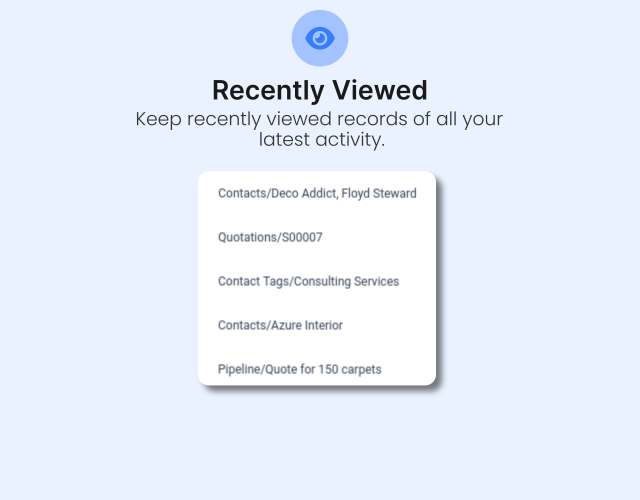 Recently Viewed
Keep recently viewed records of all your
latest activity.
Contacts/Deco Addict, Floyd Steward
Quotations/S00007
Contact Tags/Consulting Services
Contacts/Azure Interior
Pipeline/Quote for 150 carpets